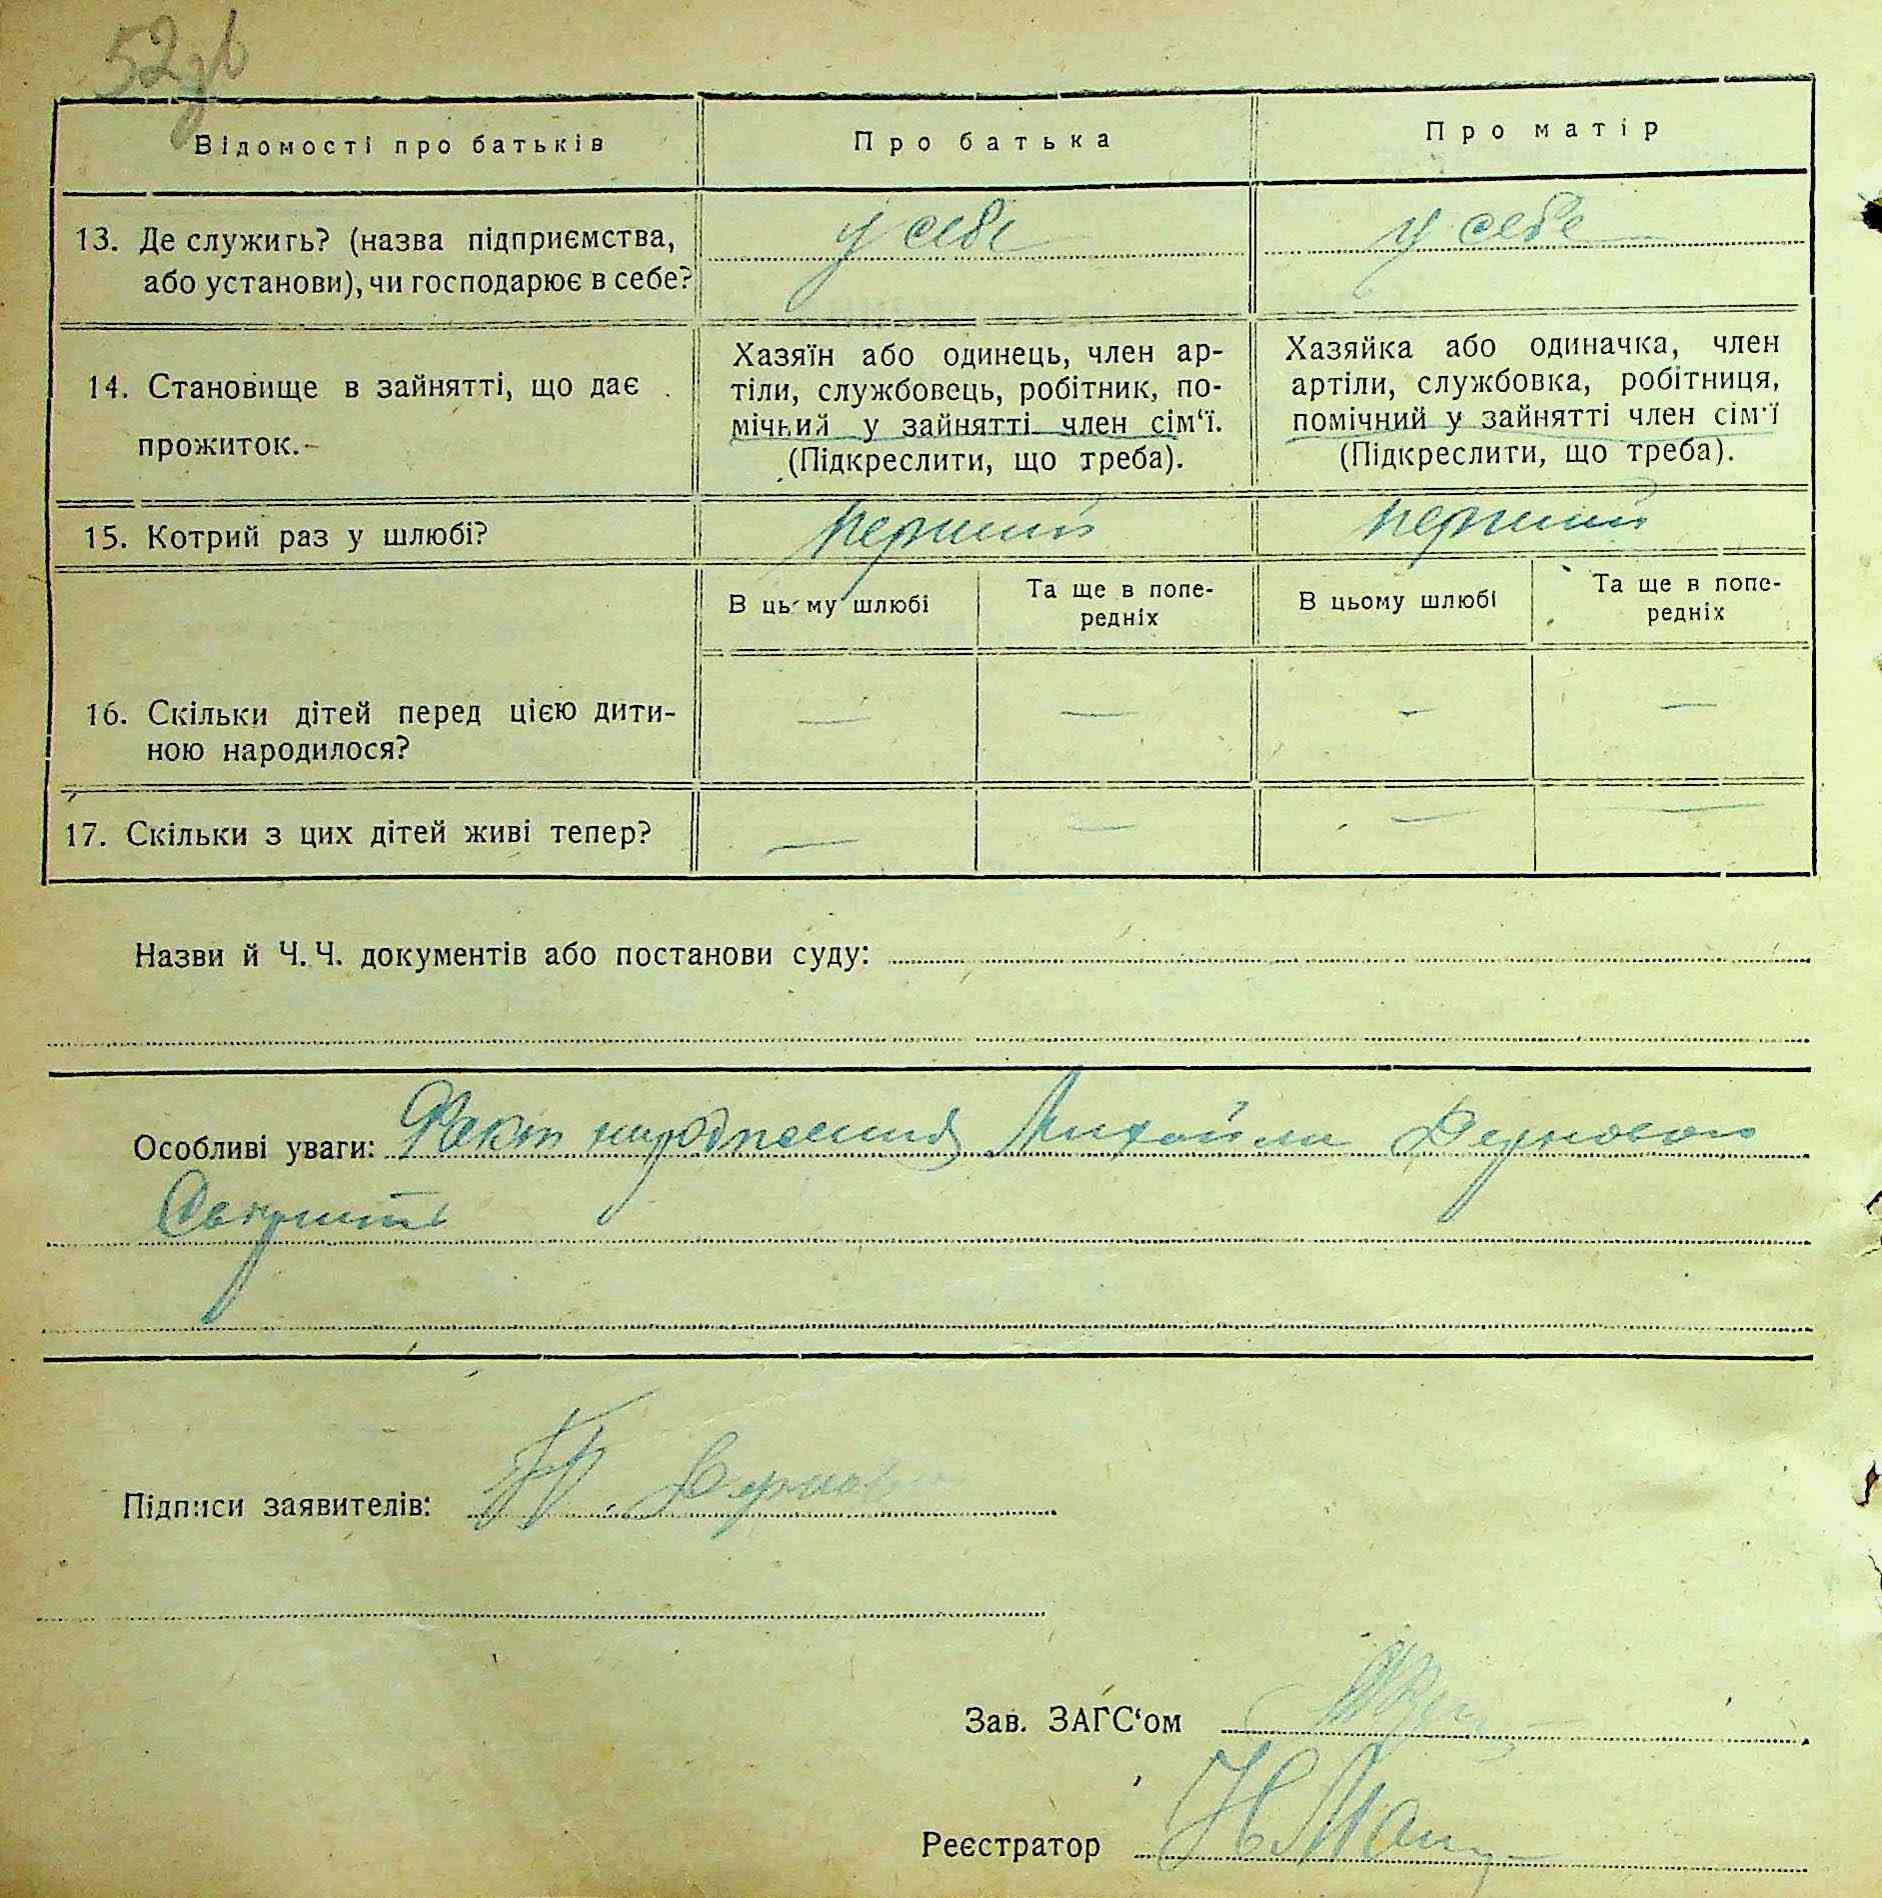 52зв
Відомості про батьків
Про батька
Про матір
13. Де служить? (назва підприємства,
або установи), чи господарює в себе?
у себе
у себе
14. Становище в зайнятті, що дає
прожиток.
Хазяїн або одинець, член ар-
тіли, службовець, робітник, по-
мічний у зайнятті член сім‘ї.
(Підкреслити, що треба).
Хазяйка або одиначка, член
артіли, службовка, робітниця,
помічний у зайнятті член сім‘ї
(Підкреслити, що треба).
15. Котрий раз у шлюбі?
перший
перший
В цьому шлюбі
Та ще в попе-
редніх
В цьому шлюбі
Та ще в попе-
редніх
16. Скільки дітей перед цією дити-
ною народилося?
— — — —
17. Скільки з цих дітей живі тепер?
— — — —
Назви й Ч.Ч. документів або постанови суду:
Особливі уваги: Факт народження Михайла
Підписи заявителів:
Зав. ЗАГС‘ом
Реєстратор